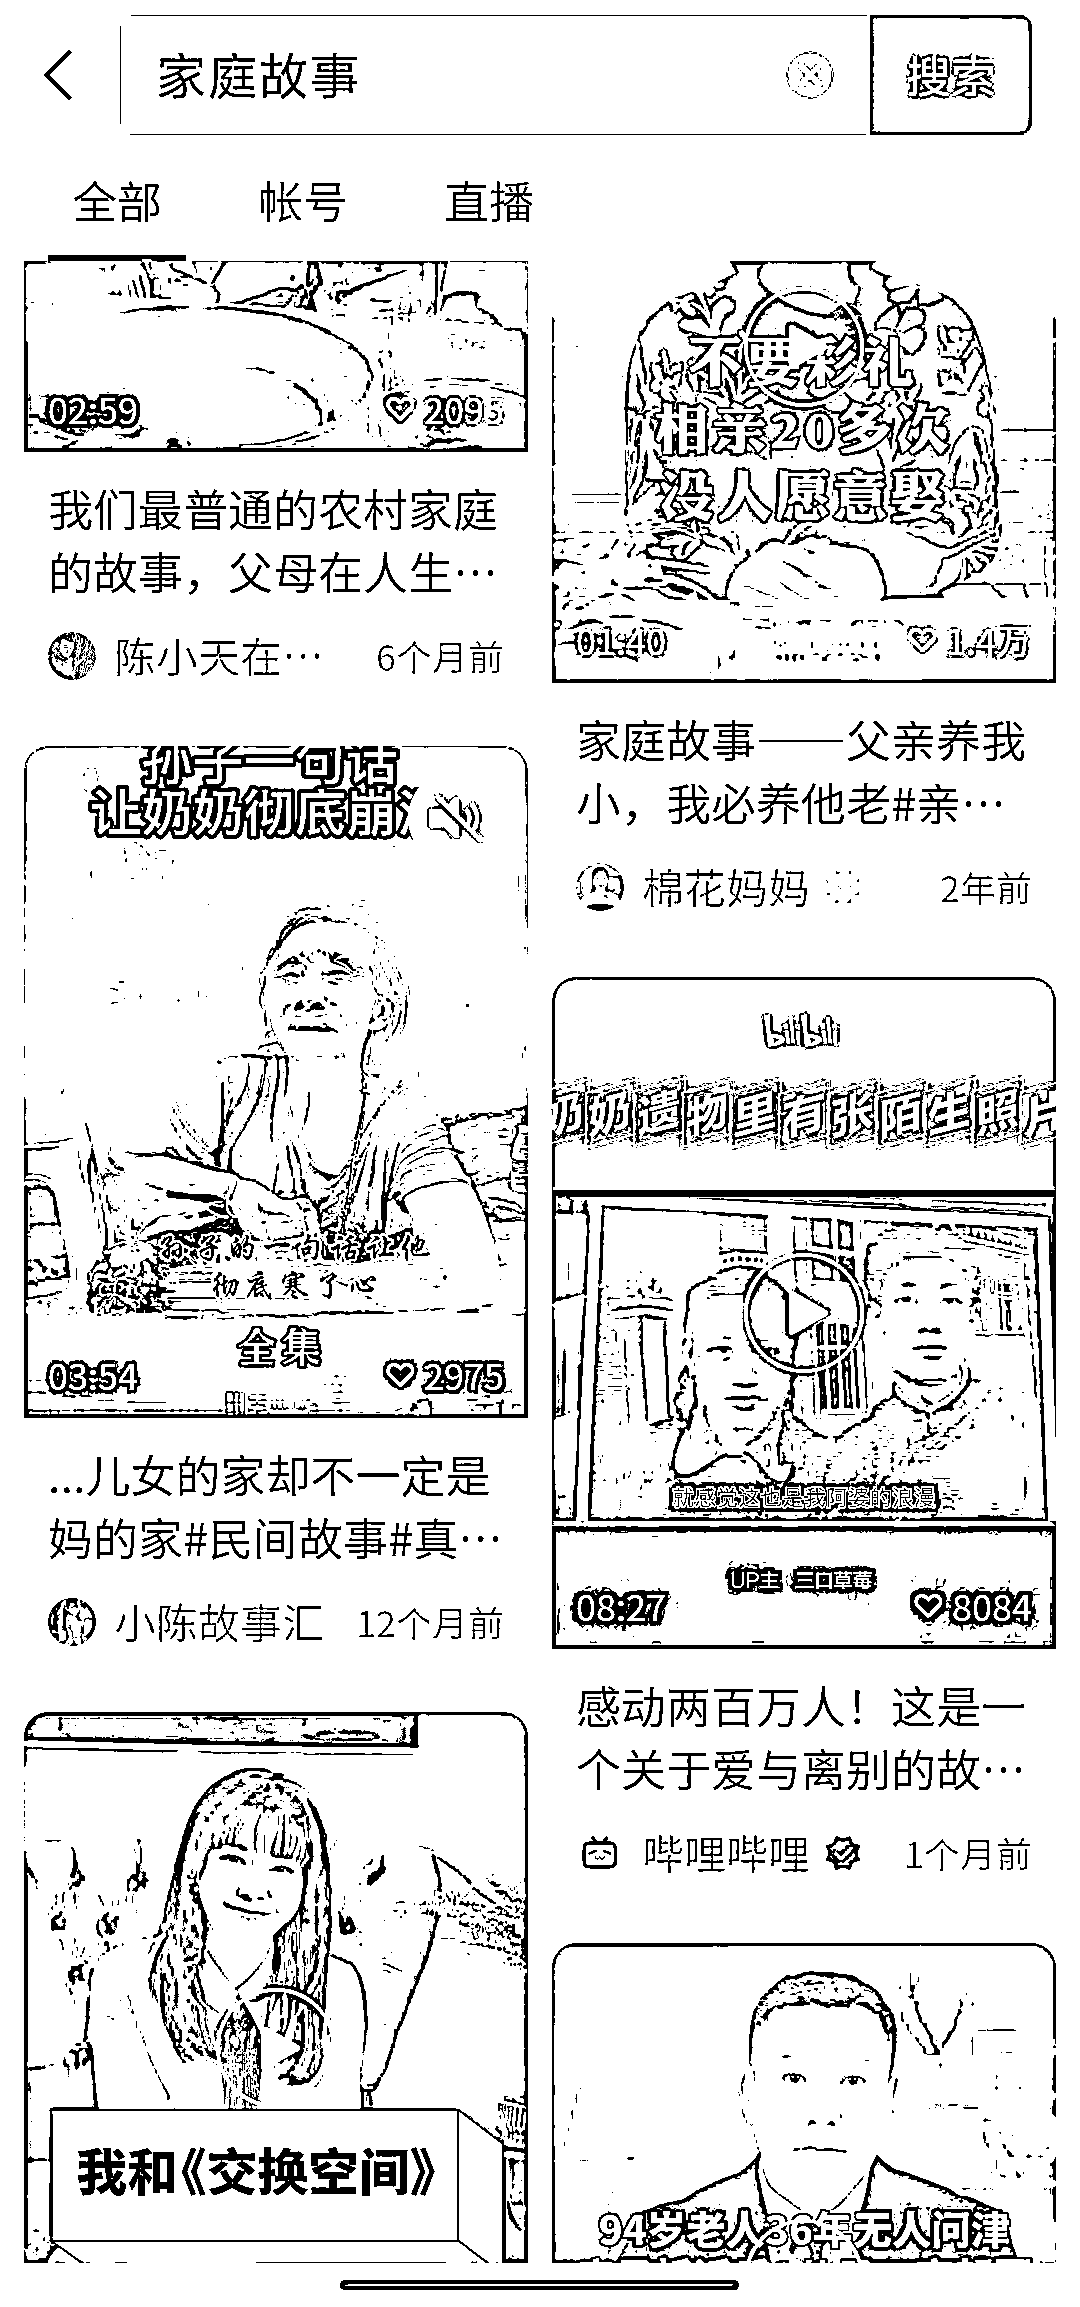 家庭故事
搜索
全部
帐号
直播
02:59
2095
我们最普通的农村家庭
的故事，父母在人生…
陈小天在…
6个月前
孙子一句话
让奶奶彻底崩
孙子的一句话让他
彻底寒了心
全集
03:54
2975
...儿女的家却不一定是
妈的家#民间故事#真…
小陈故事汇
12个月前
我和《交换空间》
不要彩礼
相亲20多次
没人愿意娶
01:40
1.4万
家庭故事——父亲养我
小，我必养他老#亲…
棉花妈妈
2年前
bilibili
奶奶遗物里有张陌生照片
就感觉这也是我阿婆的浪漫
UP主 三口草莓
08:27
8084
感动两百万人！这是一
个关于爱与离别的故…
哔哩哔哩
1个月前
94岁老人36年无人问津